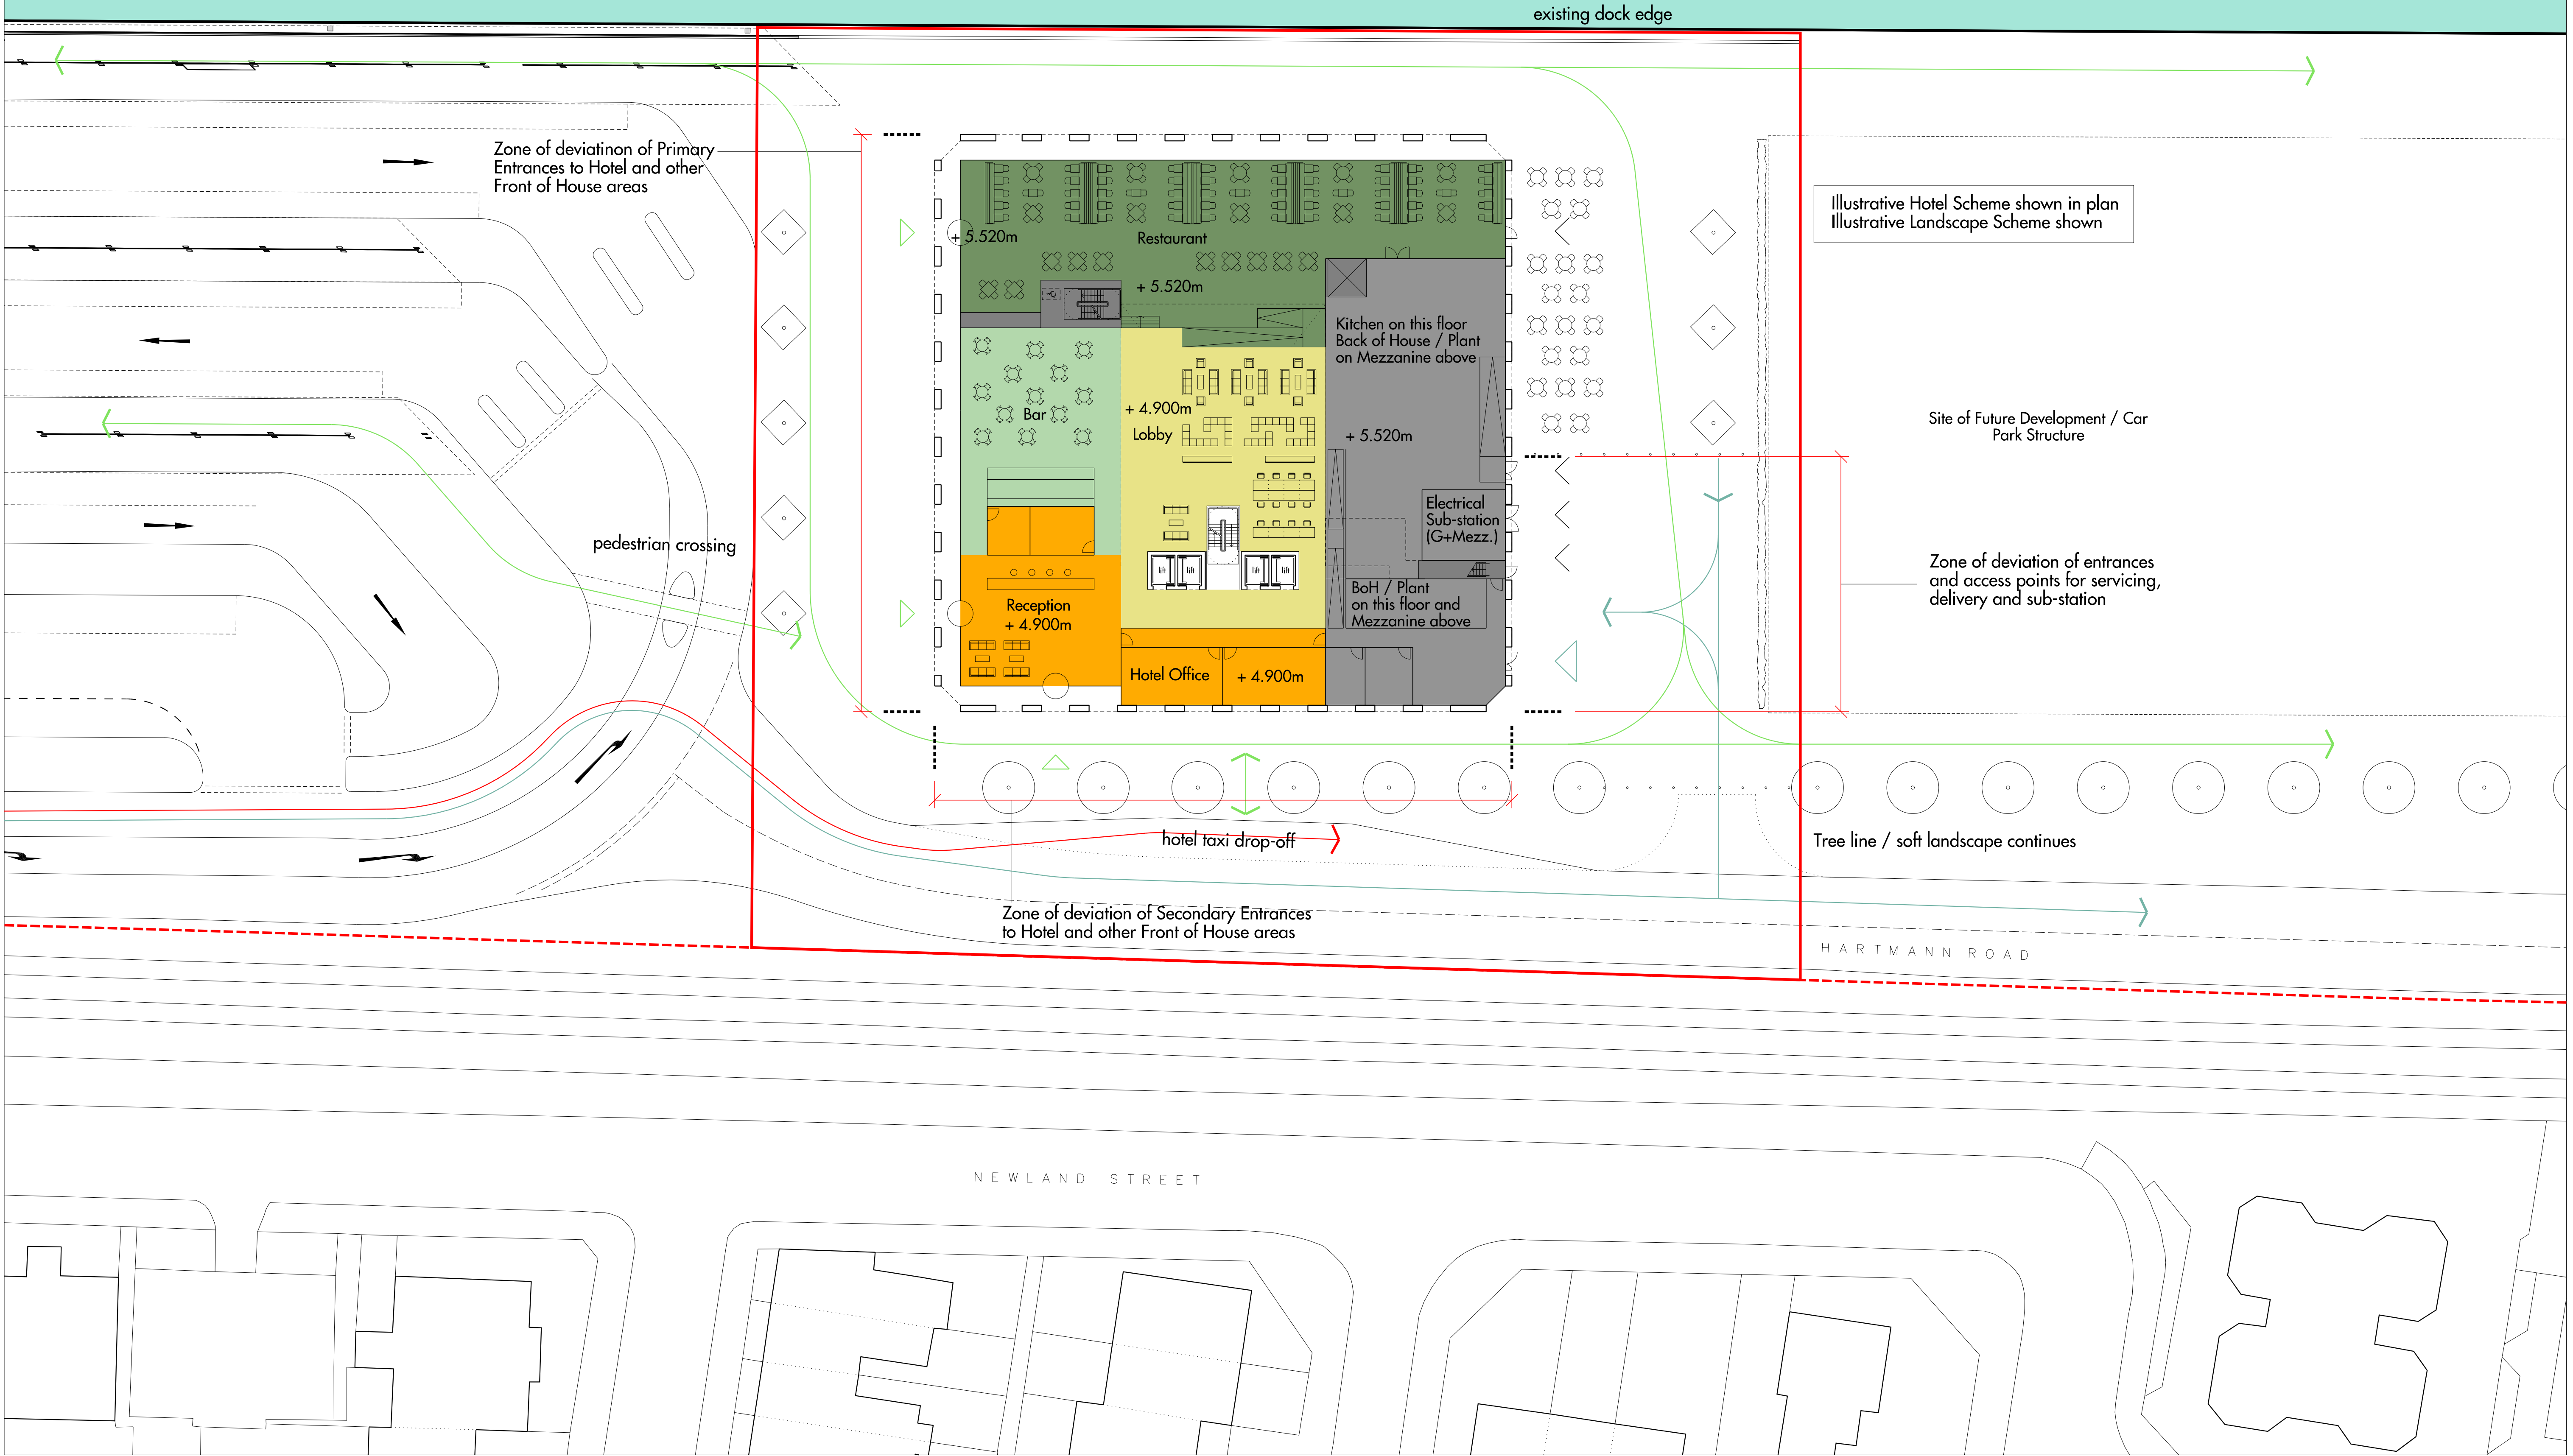 existing dock edge
Zone of deviatinon of Primary
Entrances to Hotel and other
Front of House areas
Illustrative Hotel Scheme shown in plan
Illustrative Landscape Scheme shown
+ 5.520m
Restaurant
+ 5.520m
Kitchen on this floor
Back of House / Plant
on Mezzanine above
Bar
+ 4.900m
Lobby
+ 5.520m
Site of Future Development / Car
Park Structure
Electrical
Sub-station
(G+Mezz.)
pedestrian crossing
lift
lift
lift
lift
Zone of deviation of entrances
and access points for servicing,
delivery and sub-station
BoH / Plant
on this floor and
Mezzanine above
Reception
+ 4.900m
Hotel Office
+ 4.900m
hotel taxi drop-off
Tree line / soft landscape continues
Zone of deviation of Secondary Entrances
to Hotel and other Front of House areas
HARTMANN ROAD
NEWLAND STREET